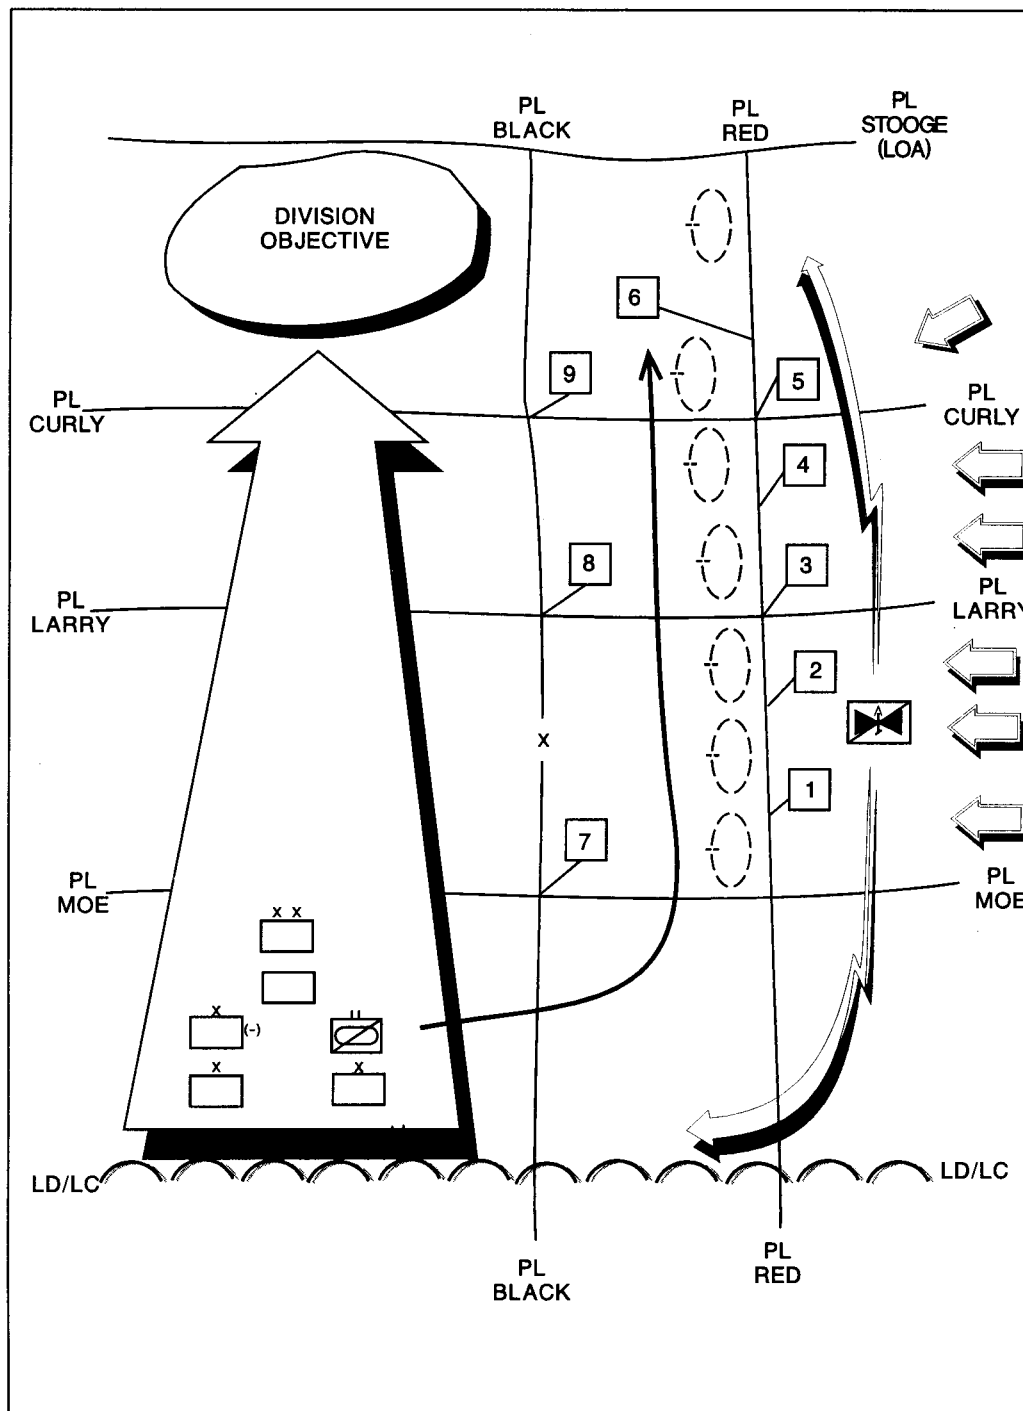 PL
BLACK
PL
RED
PL
STOOGE
(LOA)
DIVISION
OBJECTIVE
6
9
5
PL
CURLY
PL
CURLY
4
8
3
PL
LARRY
PL
LARRY
2
X
1
7
PL
MOE
PL
MOE
X X
X
(-)
II
X
X
LD/LC
LD/LC
PL
BLACK
PL
RED